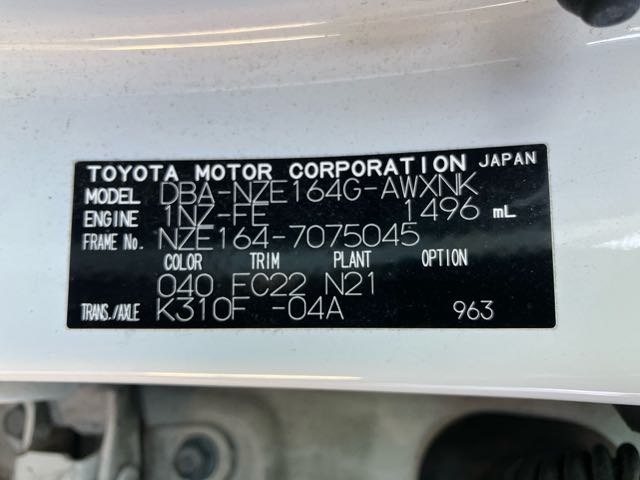 TOYOTA MOTOR CORPORATION JAPAN
MODEL DBA-NZE164G-AWXNK
ENGINE 1NZ-FE 1496 mL
FRAME No. NZE164-7075045
COLOR TRIM PLANT OPTION
040 FC22 N21
TRANS./AXLE K310F -04A 963